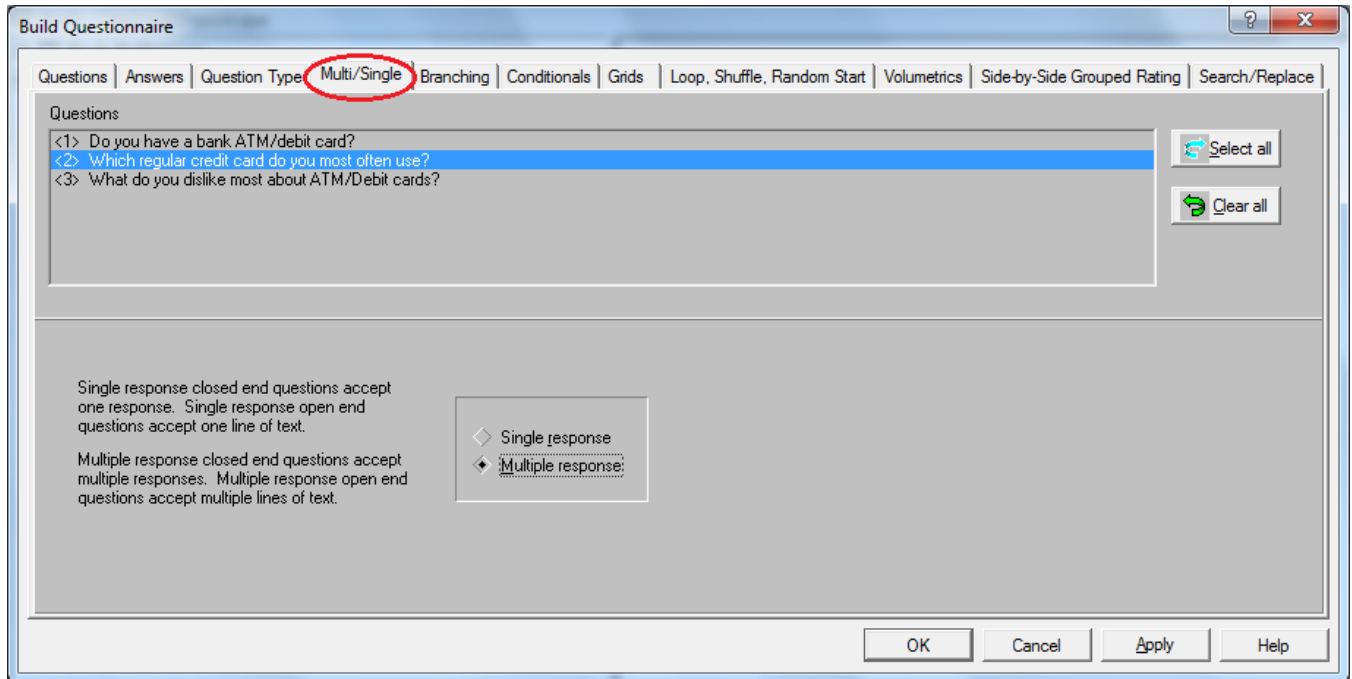 Build Questionnaire
Questions Answers Question Type Multi/Single Branching Conditionals Grids Loop, Shuffle, Random Start Volumetrics Side-by-Side Grouped Rating Search/Replace
Questions
<1> Do you have a bank ATM/debit card?
<2> Which regular credit card do you most often use?
<3> What do you dislike most about ATM/Debit cards?
Select all
Clear all
Single response closed end questions accept
one response. Single response open end
questions accept one line of text.
Multiple response closed end questions accept
multiple responses. Multiple response open end
questions accept multiple lines of text.
Single response
Multiple response
OK Cancel Apply Help